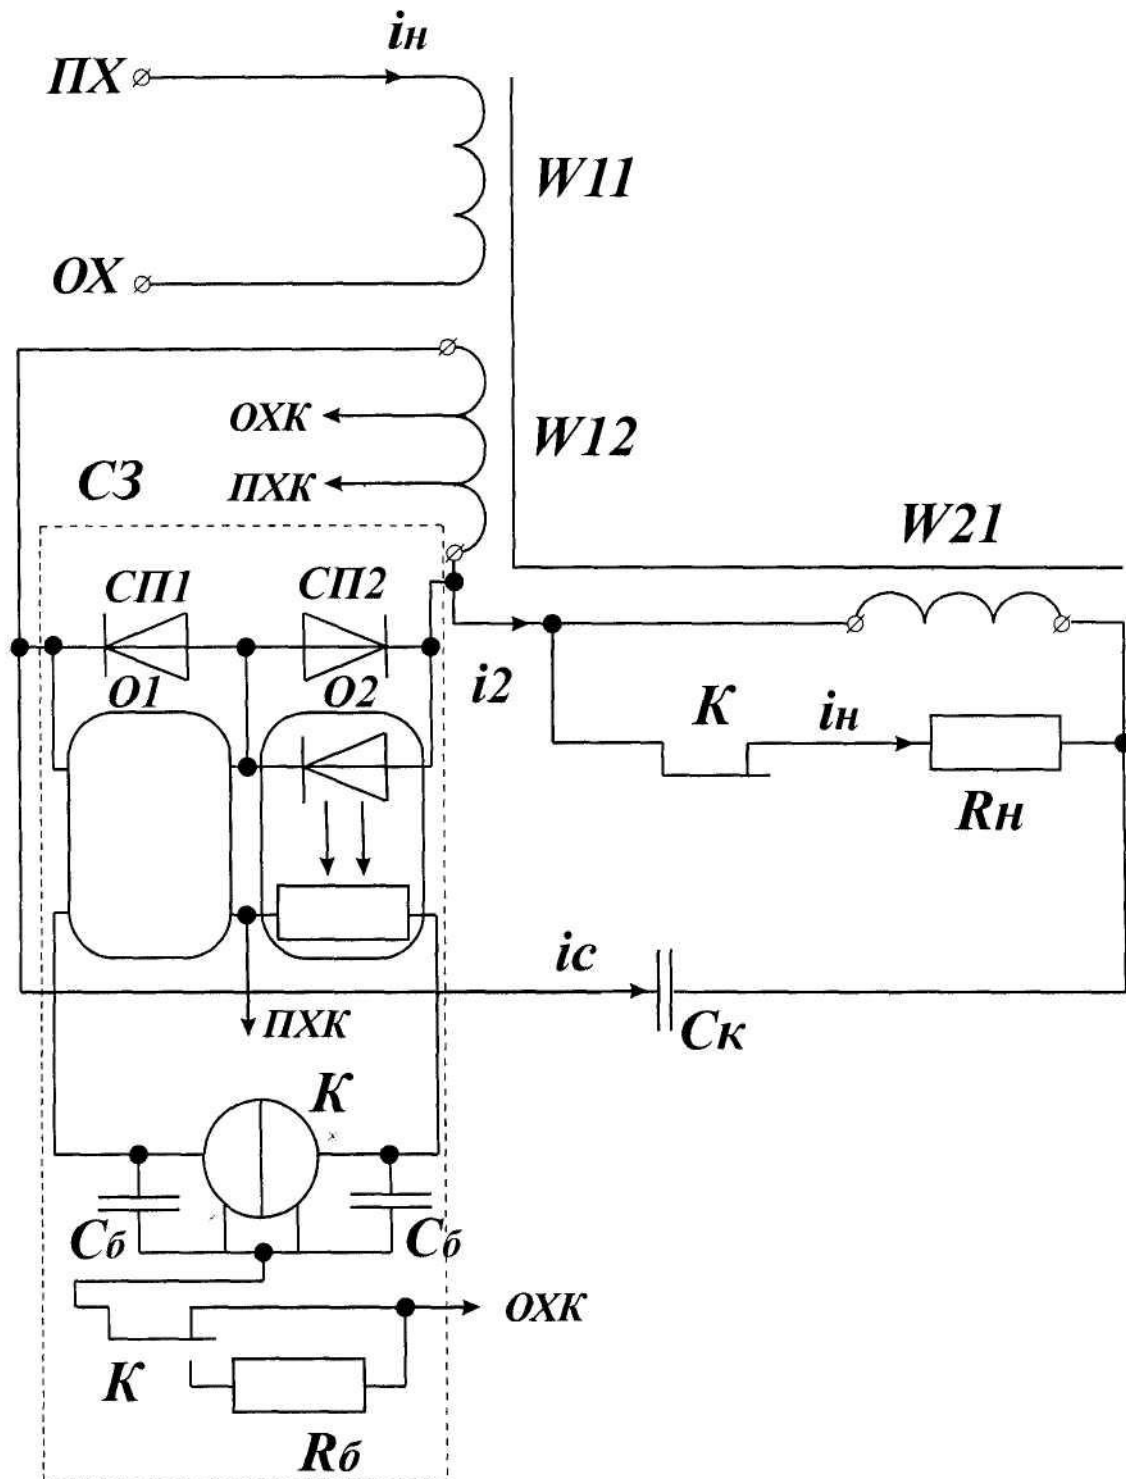 iн
ПХ
W11
ОХ
ОХК
W12
ПХК
СЗ
W21
СП1
СП2
i2
О1
О2
К
iн
Rн
ic
Ск
ПХК
К
Сб
Сб
ОХК
К
Rб